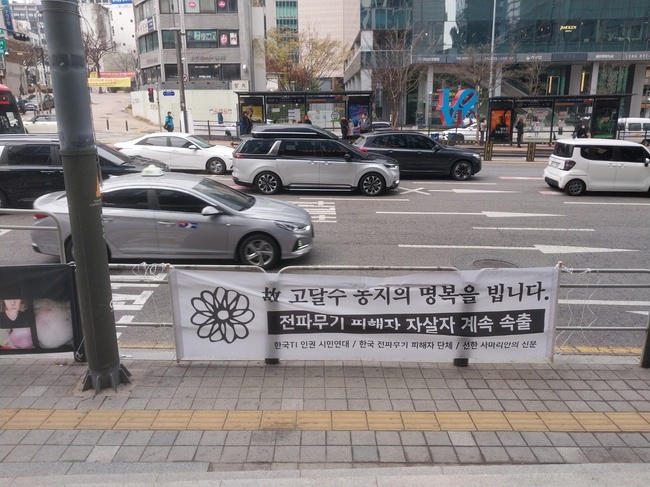 故 고달수 동지의 명복을 빕니다.
전파무기 피해자 자살자 계속 속출
한국TI 인권 시민연대 / 한국 전파무기 피해자 단체 / 선한 사마리안의 신문